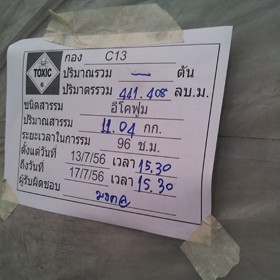 TOXIC
กอง C13
ปริมาณรวม — ตัน
ปริมาตรรวม 441.408 ลบ.ม.
ชนิดสารรม อีโคฟูม
ปริมาณสารรม 11.04 กก.
ระยะเวลาในการรม 96 ช.ม.
ตั้งแต่วันที่ 13/7/56 เวลา 15.30
ถึงวันที่ 17/7/56 เวลา 15.30
ผู้รับผิดชอบ